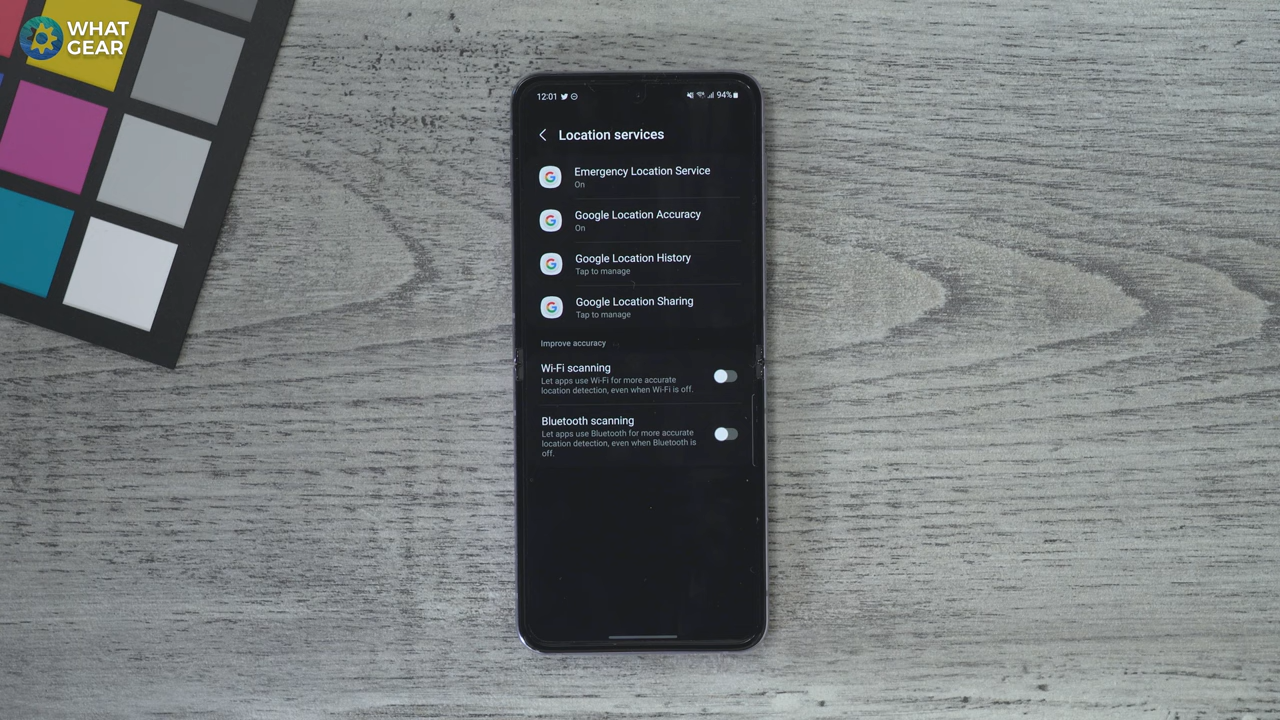 WHAT
GEAR
12:01
94%
Location services
Emergency Location Service
On
Google Location Accuracy
On
Google Location History
Tap to manage
Google Location Sharing
Tap to manage
Improve accuracy
Wi-Fi scanning
Let apps use Wi-Fi for more accurate
location detection, even when Wi-Fi is off.
Bluetooth scanning
Let apps use Bluetooth for more accurate
location detection, even when Bluetooth is
off.